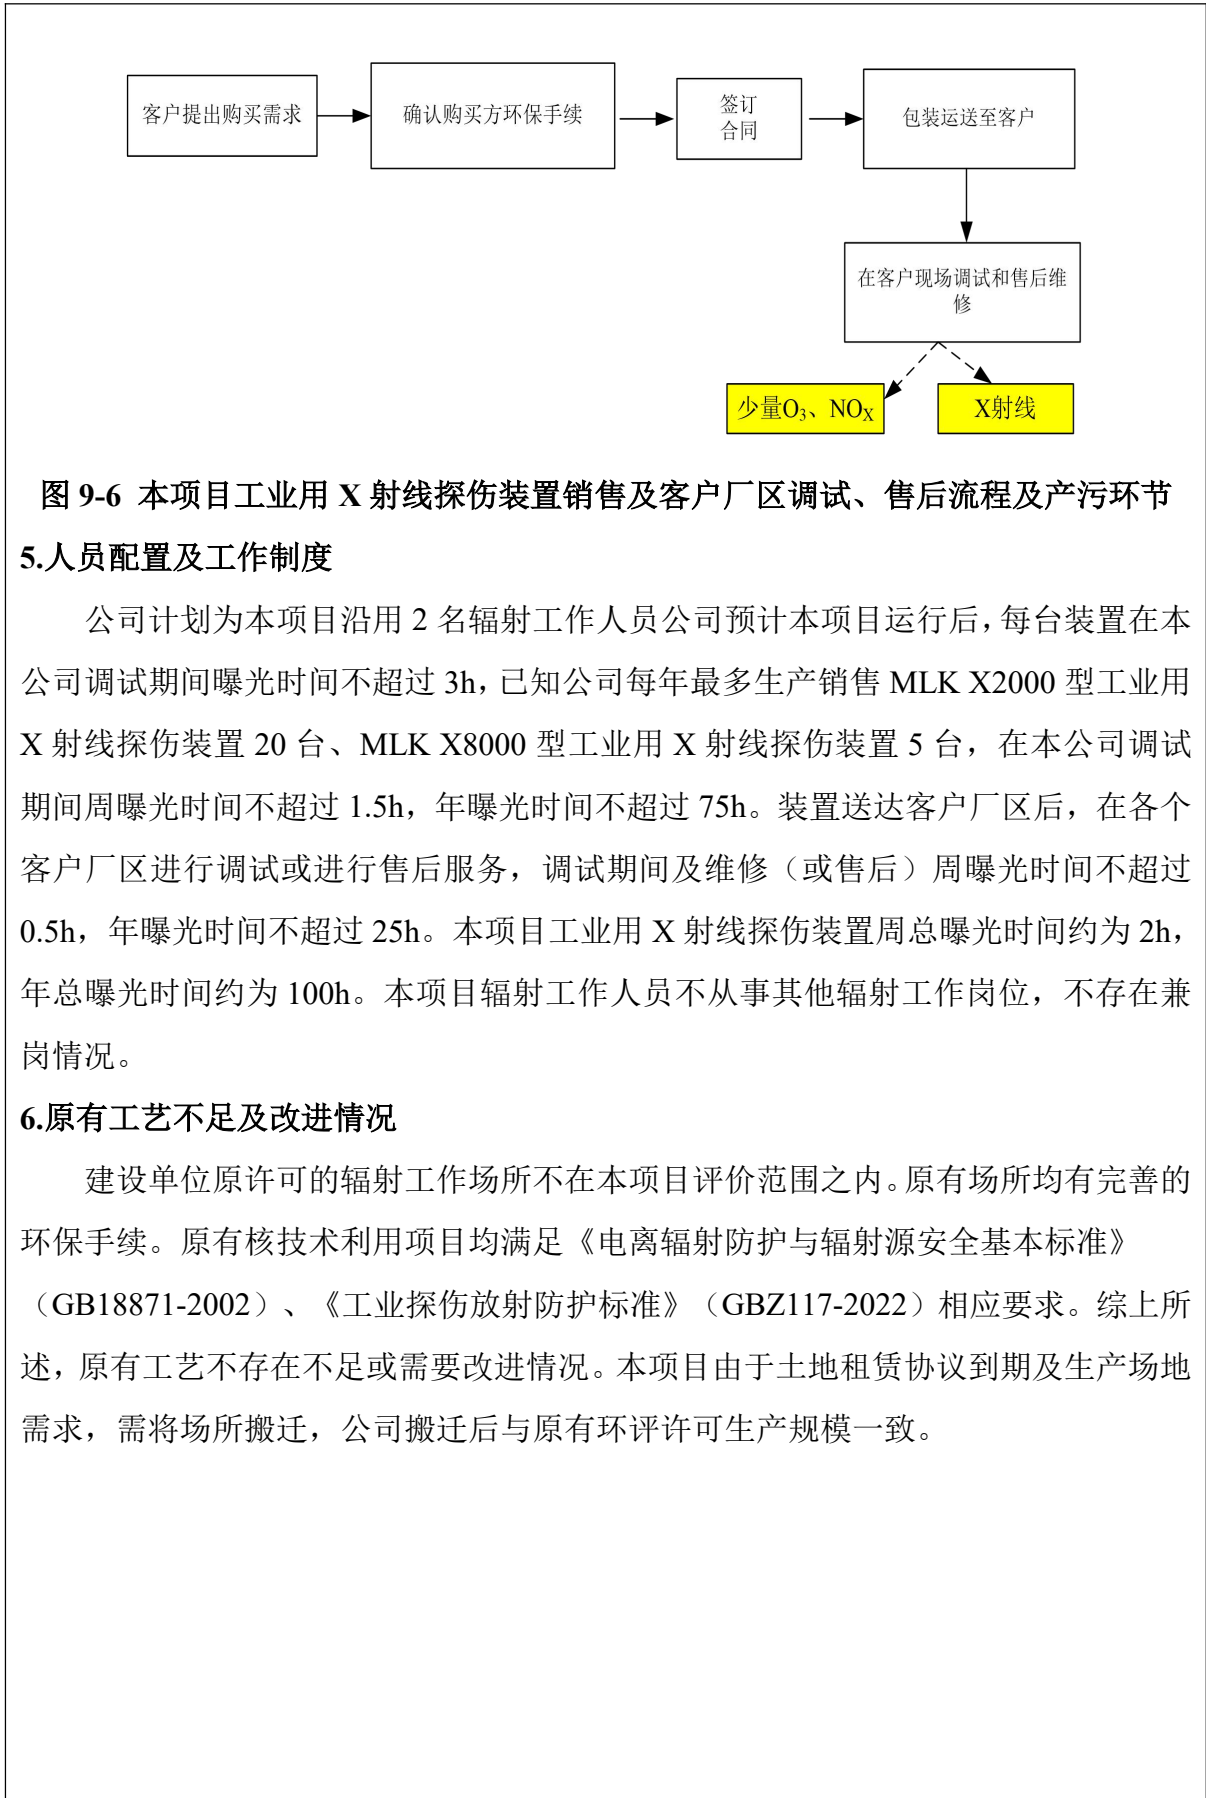 客户提出购买需求
确认购买方环保手续
签订
合同
包装运送至客户
在客户现场调试和售后维
修
少量O₃、NOX
X射线
图 9-6 本项目工业用 X 射线探伤装置销售及客户厂区调试、售后流程及产污环节
5.人员配置及工作制度
公司计划为本项目沿用 2 名辐射工作人员公司预计本项目运行后，每台装置在本
公司调试期间曝光时间不超过 3h，已知公司每年最多生产销售 MLK X2000 型工业用
X 射线探伤装置 20 台、MLK X8000 型工业用 X 射线探伤装置 5 台，在本公司调试
期间周曝光时间不超过 1.5h，年曝光时间不超过 75h。装置送达客户厂区后，在各个
客户厂区进行调试或进行售后服务，调试期间及维修（或售后）周曝光时间不超过
0.5h，年曝光时间不超过 25h。本项目工业用 X 射线探伤装置周总曝光时间约为 2h，
年总曝光时间约为 100h。本项目辐射工作人员不从事其他辐射工作岗位，不存在兼
岗情况。
6.原有工艺不足及改进情况
建设单位原许可的辐射工作场所不在本项目评价范围之内。原有场所均有完善的
环保手续。原有核技术利用项目均满足《电离辐射防护与辐射源安全基本标准》
（GB18871-2002）、《工业探伤放射防护标准》（GBZ117-2022）相应要求。综上所
述，原有工艺不存在不足或需要改进情况。本项目由于土地租赁协议到期及生产场地
需求，需将场所搬迁，公司搬迁后与原有环评许可生产规模一致。